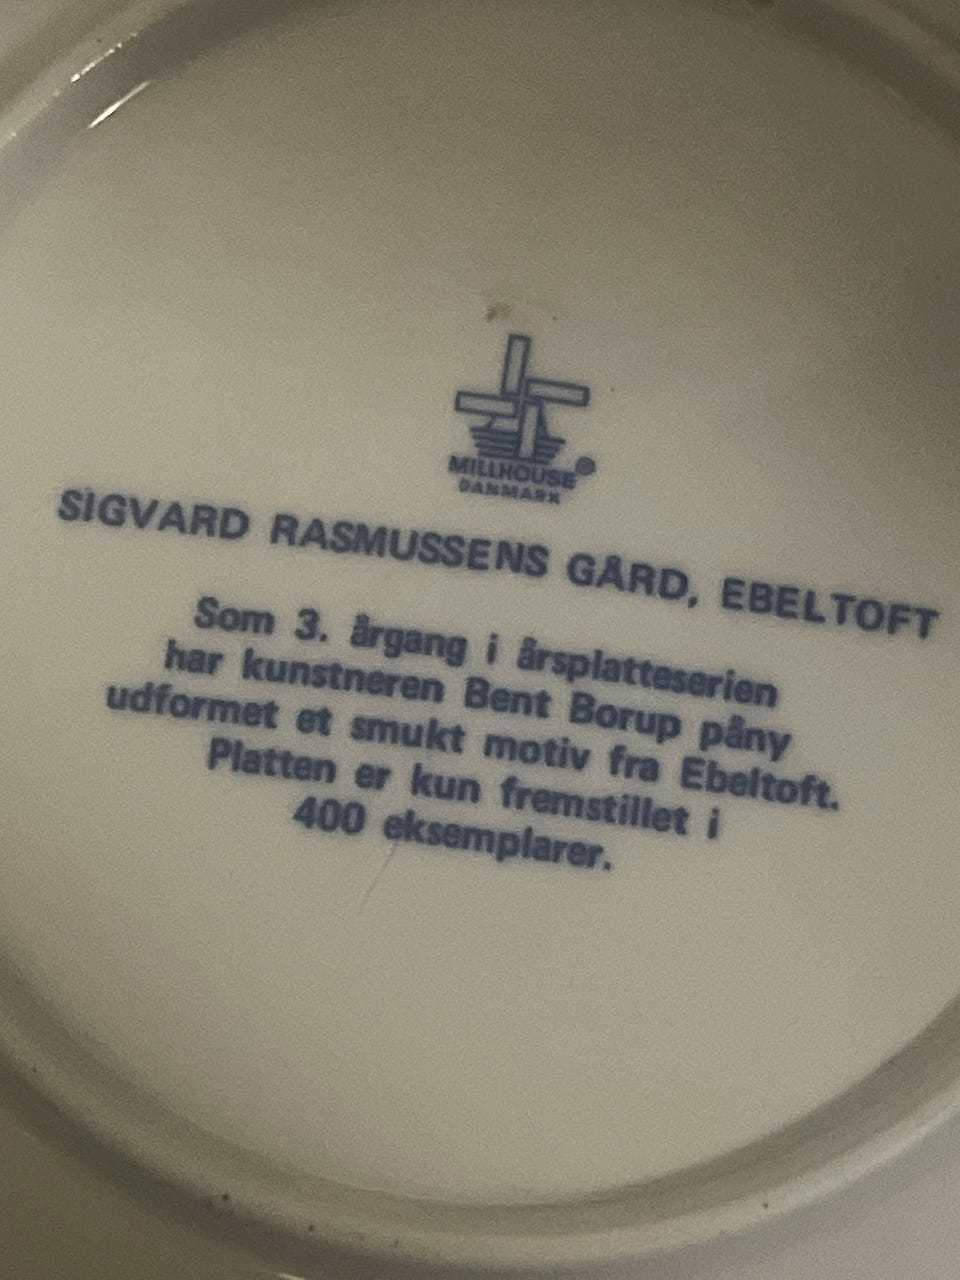 MILLHOUSE
DANMARK
SIGVARD RASMUSSENS GÅRD, EBELTOFT
Som 3. årgang i årsplatteserien
har kunstneren Bent Borup påny
udformet et smukt motiv fra Ebeltoft.
Platten er kun fremstillet i
400 eksemplarer.